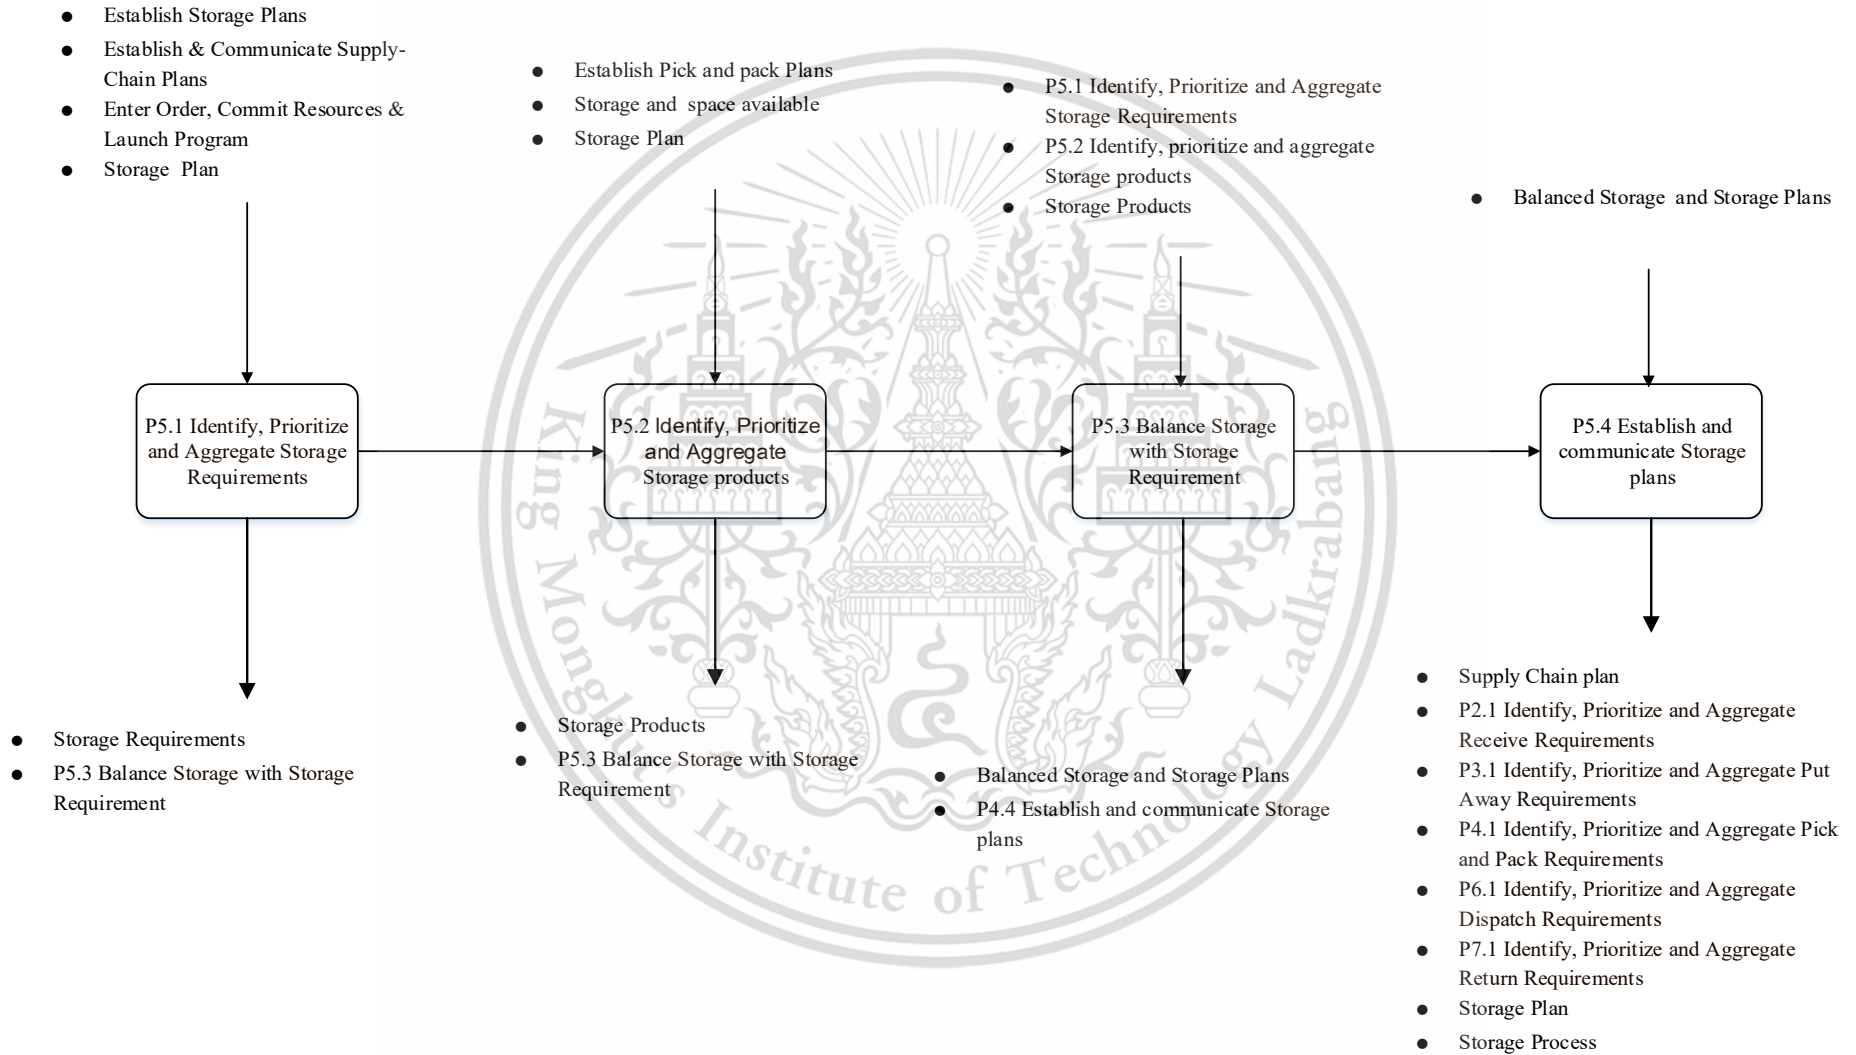 Establish Storage Plans
Establish & Communicate Supply-
Chain Plans
Enter Order, Commit Resources &
Launch Program
Storage Plan
Establish Pick and pack Plans
Storage and space available
Storage Plan
P5.1 Identify, Prioritize and Aggregate
Storage Requirements
P5.2 Identify, prioritize and aggregate
Storage products
Storage Products
Balanced Storage and Storage Plans
P5.1 Identify, Prioritize
and Aggregate Storage
Requirements
P5.2 Identify, Prioritize
and Aggregate
Storage products
P5.3 Balance Storage
with Storage
Requirement
P5.4 Establish and
communicate Storage
plans
Storage Requirements
P5.3 Balance Storage with Storage
Requirement
Storage Products
P5.3 Balance Storage with Storage
Requirement
Balanced Storage and Storage Plans
P4.4 Establish and communicate Storage
plans
Supply Chain plan
P2.1 Identify, Prioritize and Aggregate
Receive Requirements
P3.1 Identify, Prioritize and Aggregate Put
Away Requirements
P4.1 Identify, Prioritize and Aggregate Pick
and Pack Requirements
P6.1 Identify, Prioritize and Aggregate
Dispatch Requirements
P7.1 Identify, Prioritize and Aggregate
Return Requirements
Storage Plan
Storage Process
King Mongkut's Institute of Technology Ladkrabang